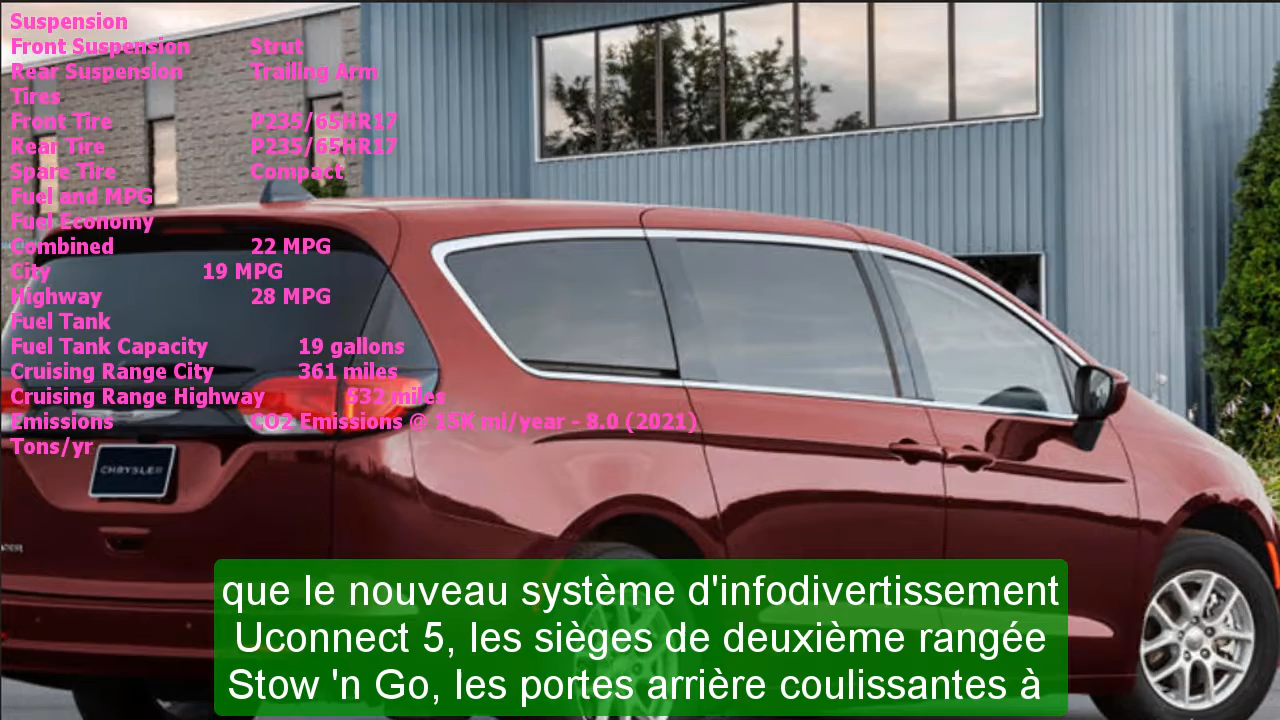 Suspension
Front Suspension Strut
Rear Suspension Trailing Arm
Tires
Front Tire P235/65HR17
Rear Tire P235/65HR17
Spare Tire Compact
Fuel and MPG
Fuel Economy
Combined 22 MPG
City 19 MPG
Highway 28 MPG
Fuel Tank
Fuel Tank Capacity 19 gallons
Cruising Range City 361 miles
Cruising Range Highway 532 miles
Emissions CO2 Emissions @ 15K mi/year - 8.0 (2021)
Tons/yr
CHRYSLER
que le nouveau système d'infodivertissement
Uconnect 5, les sièges de deuxième rangée
Stow 'n Go, les portes arrière coulissantes à